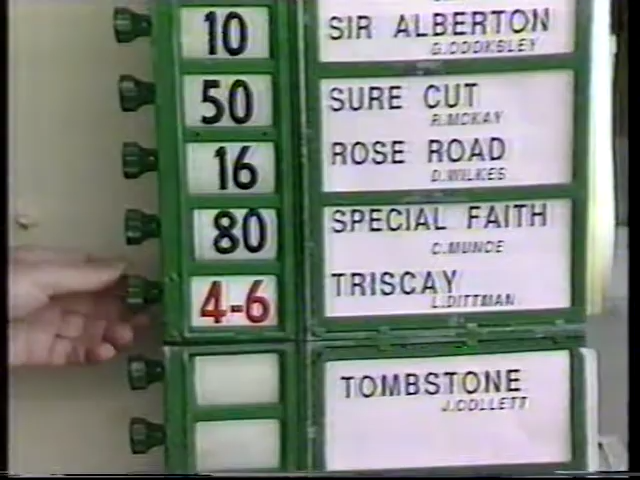 10 SIR ALBERTON
G.COOKSLEY
50 SURE CUT
R.MCKAY
16 ROSE ROAD
D.WILKES
80 SPECIAL FAITH
C.MUNCE
4-6 TRISCAY
L.DITTMAN
TOMBSTONE
J.COLLETT